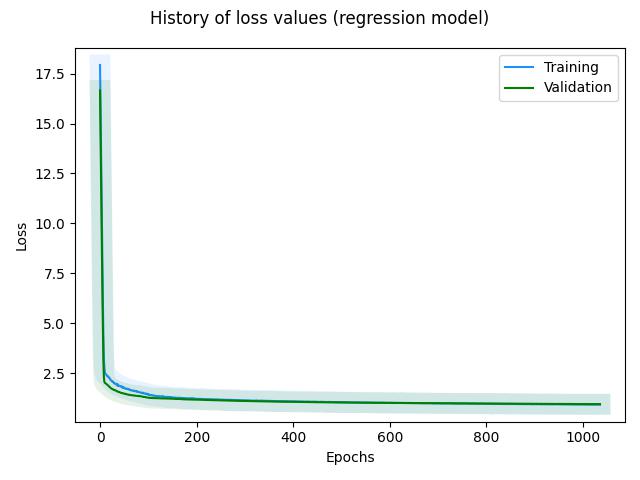 History of loss values (regression model)
Training
Validation
17.5
15.0
12.5
10.0
7.5
5.0
2.5
Loss
0
200
400
600
800
1000
Epochs